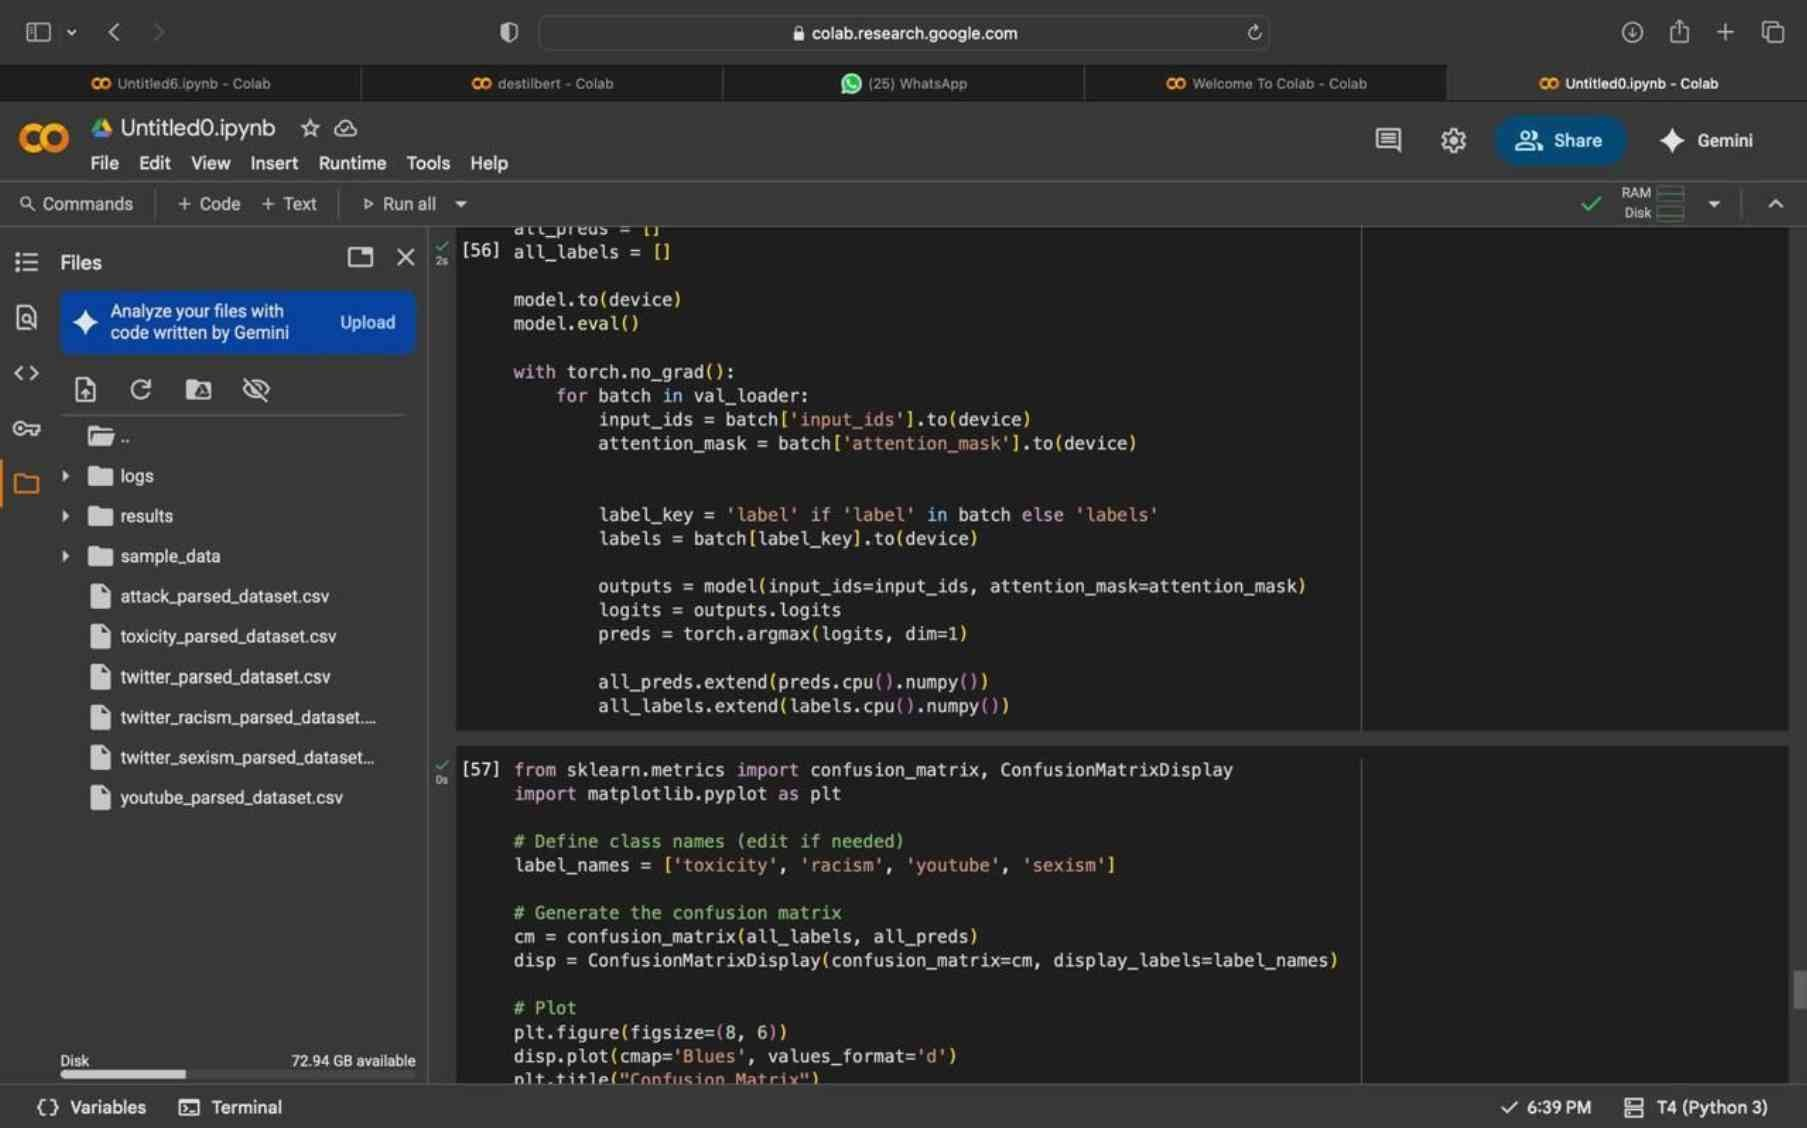 colab.research.google.com
Untitled6.ipynb - Colab
destilbert - Colab
(25) WhatsApp
Welcome To Colab - Colab
Untitled0.ipynb - Colab
Untitled0.ipynb
File Edit View Insert Runtime Tools Help
Share
Gemini
Commands
+ Code + Text
Run all
RAM
Disk
Files
Analyze your files with
code written by Gemini
Upload
..
logs
results
sample_data
attack_parsed_dataset.csv
toxicity_parsed_dataset.csv
twitter_parsed_dataset.csv
twitter_racism_parsed_dataset....
twitter_sexism_parsed_dataset...
youtube_parsed_dataset.csv
Disk
72.94 GB available
2s
all_preds = []
[56] all_labels = []
model.to(device)
model.eval()
with torch.no_grad():
for batch in val_loader:
input_ids = batch['input_ids'].to(device)
attention_mask = batch['attention_mask'].to(device)
label_key = 'label' if 'label' in batch else 'labels'
labels = batch[label_key].to(device)
outputs = model(input_ids=input_ids, attention_mask=attention_mask)
logits = outputs.logits
preds = torch.argmax(logits, dim=1)
all_preds.extend(preds.cpu().numpy())
all_labels.extend(labels.cpu().numpy())
0s
[57] from sklearn.metrics import confusion_matrix, ConfusionMatrixDisplay
import matplotlib.pyplot as plt
# Define class names (edit if needed)
label_names = ['toxicity', 'racism', 'youtube', 'sexism']
# Generate the confusion matrix
cm = confusion_matrix(all_labels, all_preds)
disp = ConfusionMatrixDisplay(confusion_matrix=cm, display_labels=label_names)
# Plot
plt.figure(figsize=(8, 6))
disp.plot(cmap='Blues', values_format='d')
plt.title("Confusion Matrix")
{} Variables
Terminal
6:39 PM
T4 (Python 3)